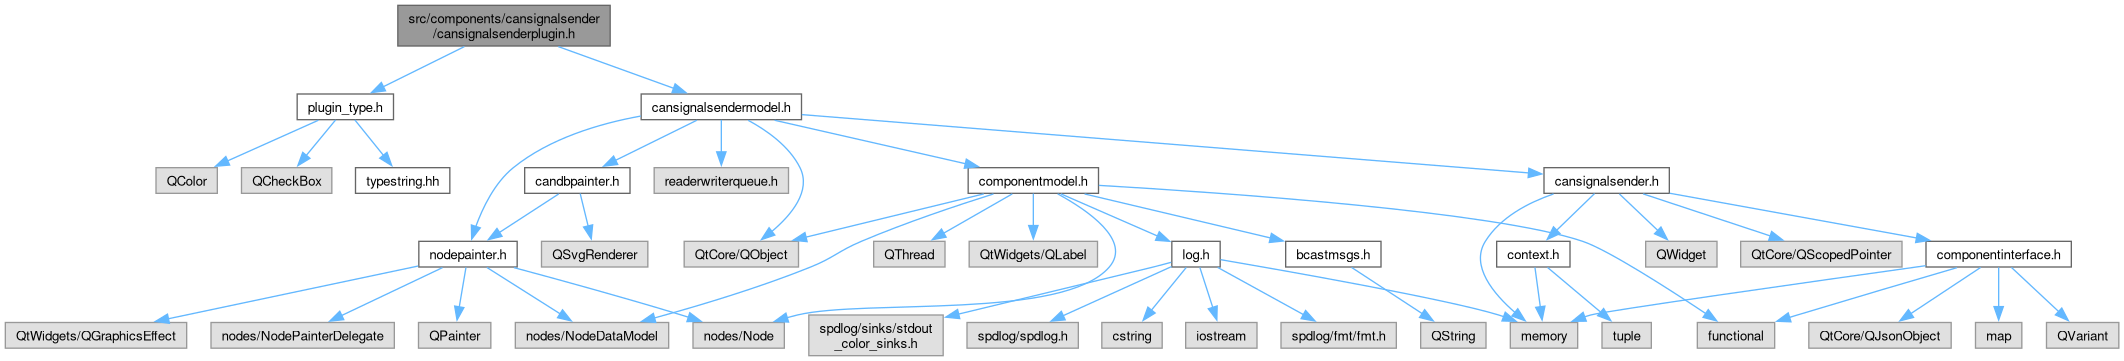 src/components/cansignalsender
/cansignalsenderplugin.h
plugin_type.h
cansignalsendermodel.h
QColor
QCheckBox
typestring.hh
candbpainter.h
readerwriterqueue.h
componentmodel.h
cansignalsender.h
nodepainter.h
QSvgRenderer
QtCore/QObject
QThread
QtWidgets/QLabel
log.h
bcastmsgs.h
context.h
QWidget
QtCore/QScopedPointer
componentinterface.h
QtWidgets/QGraphicsEffect
nodes/NodePainterDelegate
QPainter
nodes/NodeDataModel
nodes/Node
spdlog/sinks/stdout
_color_sinks.h
spdlog/spdlog.h
cstring
iostream
spdlog/fmt/fmt.h
QString
memory
tuple
functional
QtCore/QJsonObject
map
QVariant